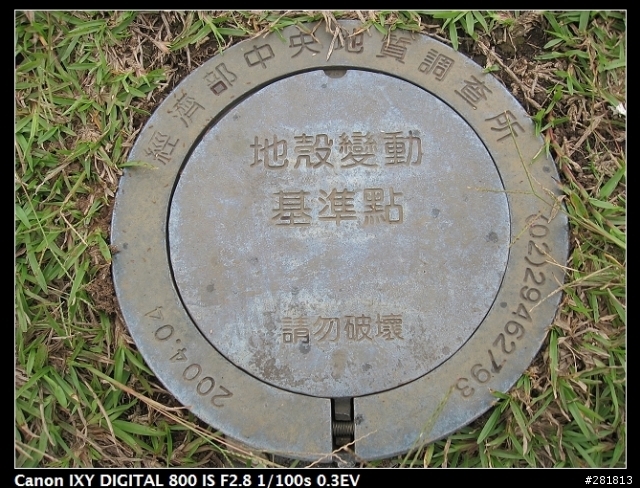 經濟部中央地質調查所
地殼變動
基準點
請勿破壞
2004.04
(02)29462793
Canon IXY DIGITAL 800 IS F2.8 1/100s 0.3EV
#281813